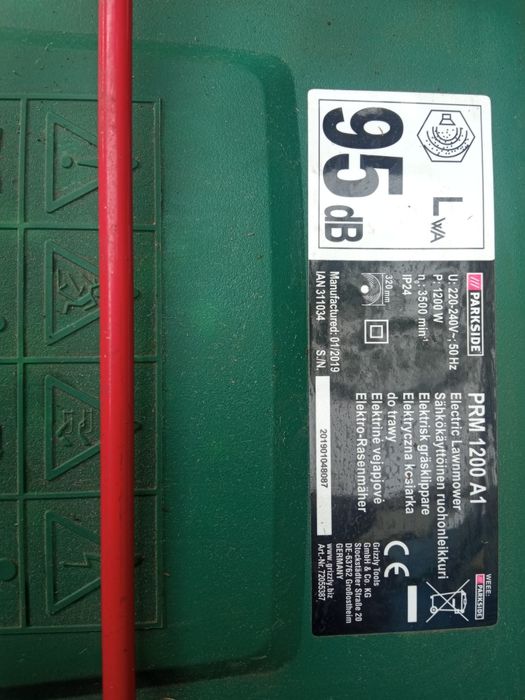 95 dB
LWA
PARKSIDE
PRM 1200 A1
U: 220-240V~; 50 Hz
P: 1200 W
n₀: 3500 min⁻¹
IP24
320 mm
Manufactured: 01/2019
IAN 311034
S/N.
201901048087
Electric Lawnmower
Sähkökäyttöinen ruohonleikkuri
Elektrisk gräsklippare
Elektryczna kosiarka
do trawy
Elektrinė vejapjovė
Elektro-Rasenmäher
WEEE:
PARKSIDE
CE
Grizzly Tools
GmbH & Co. KG
Stockstädter Straße 20
DE-63762 Großostheim
GERMANY
www.grizzly.biz
Art.-Nr. 72055387